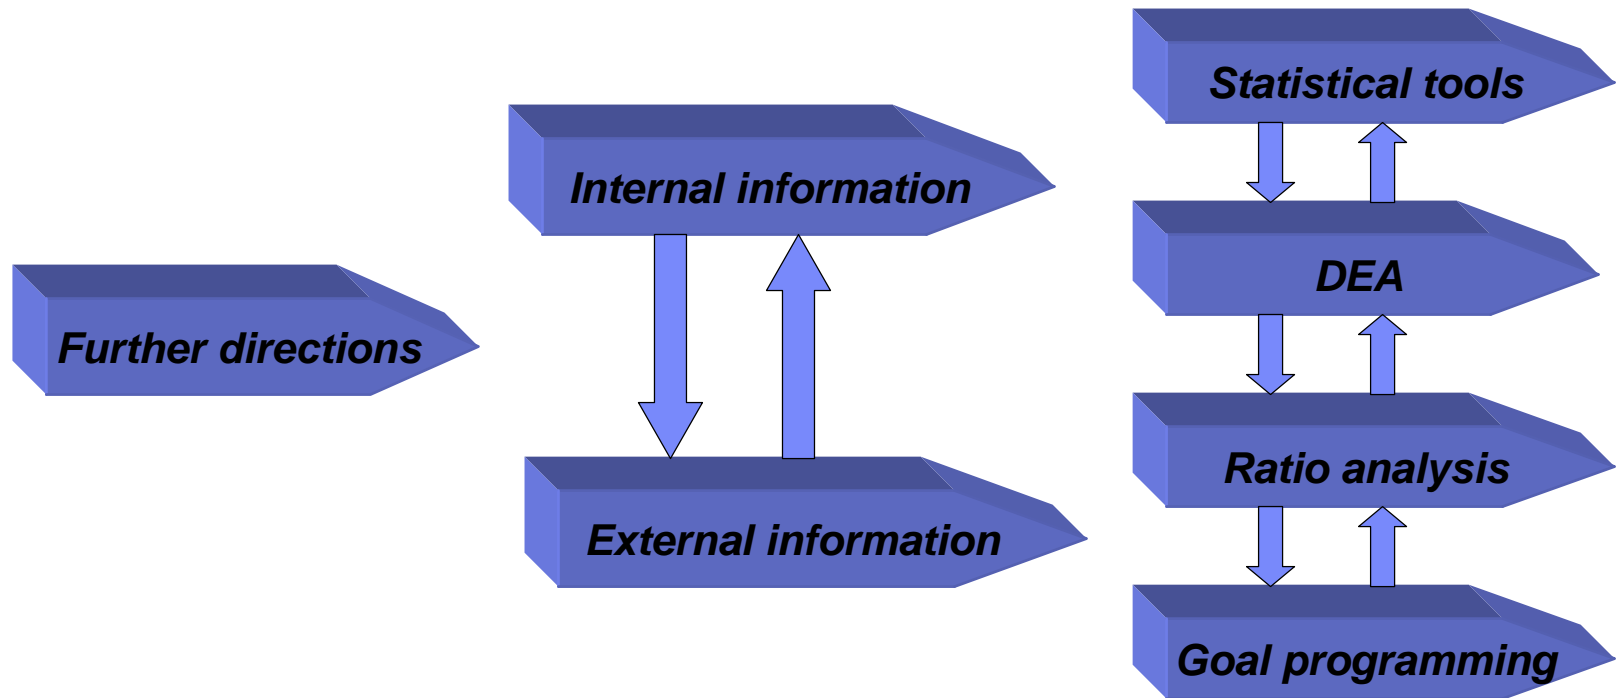 Further directions
Internal information
External information
Statistical tools
DEA
Ratio analysis
Goal programming